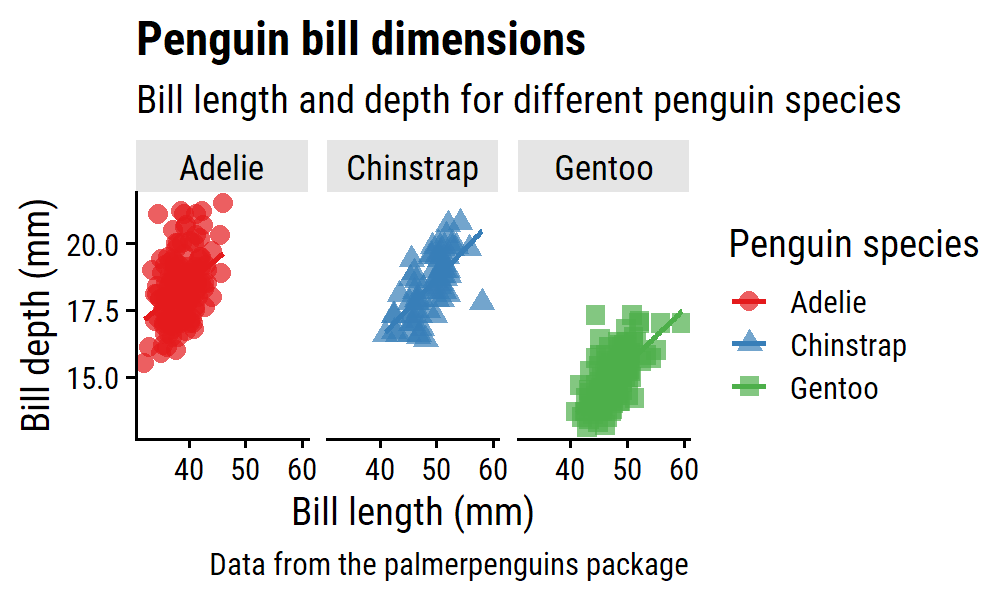 Penguin bill dimensions
Bill length and depth for different penguin species
Adelie Chinstrap Gentoo
Bill depth (mm)
20.0
17.5
15.0
40 50 60 40 50 60 40 50 60
Bill length (mm)
Penguin species
Adelie
Chinstrap
Gentoo
Data from the palmerpenguins package